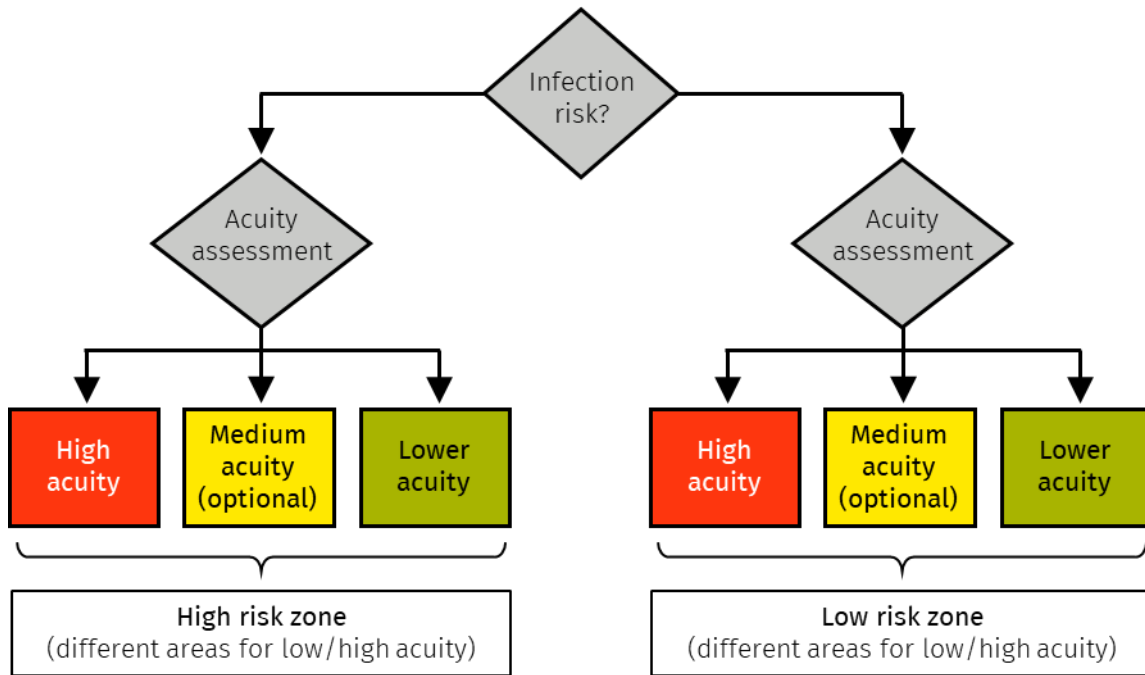 Infection
risk?
Acuity
assessment
Acuity
assessment
High
acuity
Medium
acuity
(optional)
Lower
acuity
High
acuity
Medium
acuity
(optional)
Lower
acuity
High risk zone
(different areas for low/high acuity)
Low risk zone
(different areas for low/high acuity)